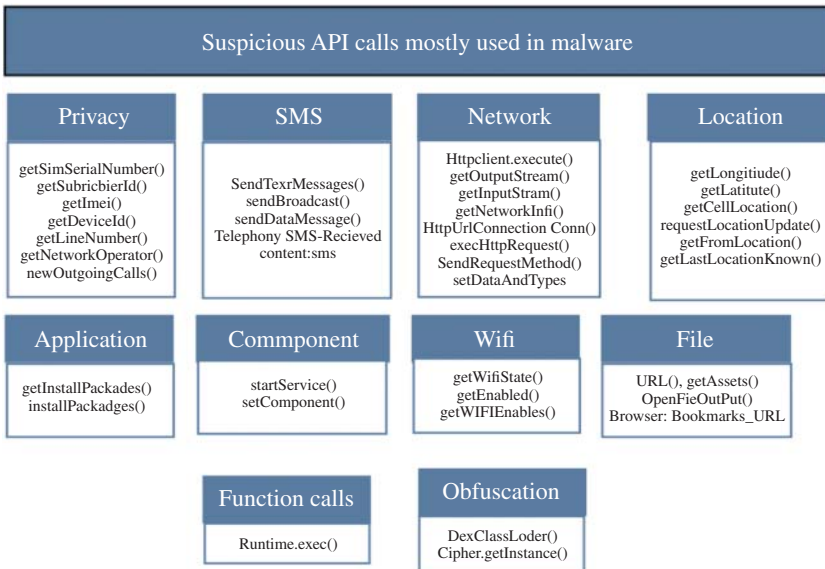 Suspicious API calls mostly used in malware
Privacy
getSimSerialNumber()
getSubricbierId()
getImei()
getDeviceId()
getLineNumber()
getNetworkOperator()
newOutgoingCalls()
SMS
SendTexrMessages()
sendBroadcast()
sendDataMessage()
Telephony SMS-Recieved
content:sms
Network
Httpclient.execute()
getOutputStream()
getInputStram()
getNetworkInfi()
HttpUrlConnection Conn()
execHttpRequest()
SendRequestMethod()
setDataAndTypes
Location
getLongitiude()
getLatitute()
getCellLocation()
requestLocationUpdate()
getFromLocation()
getLastLocationKnown()
Application
getInstallPackades()
installPackadges()
Commponent
startService()
setComponent()
Wifi
getWifiState()
getEnabled()
getWIFIEnables()
File
URL(), getAssets()
OpenFieOutPut()
Browser: Bookmarks_URL
Function calls
Runtime.exec()
Obfuscation
DexClassLoder()
Cipher.getInstance()